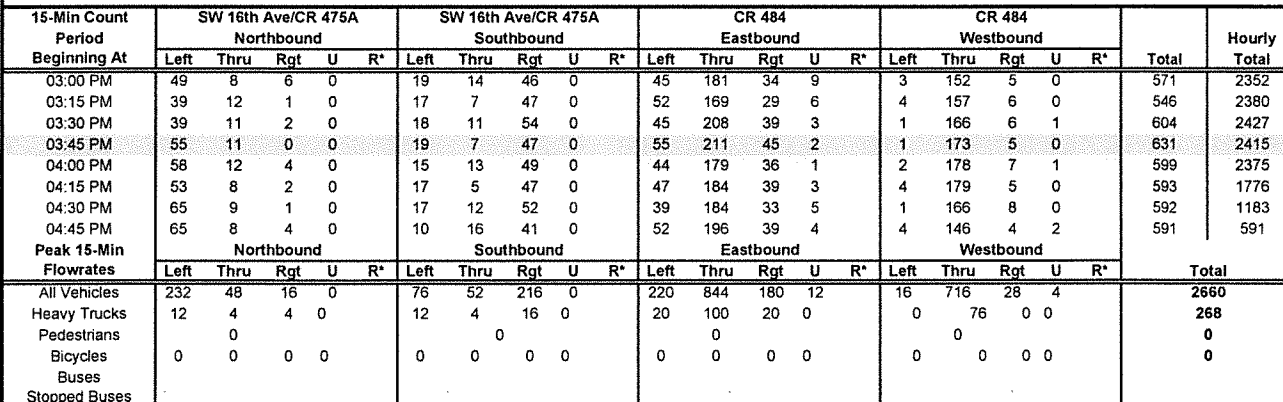 15-Min Count SW 16th Ave/CR 475A SW 16th Ave/CR 475A CR 484 CR 484
Period Northbound Southbound Eastbound Westbound Hourly
Beginning At Left Thru Rgt U R* Left Thru Rgt U R* Left Thru Rgt U R* Left Thru Rgt U R* Total Total
03:00 PM 49 8 6 0 19 14 46 0 45 181 34 9 3 152 5 0 571 2352
03:15 PM 39 12 1 0 17 7 47 0 52 169 29 6 4 157 6 0 546 2380
03:30 PM 39 11 2 0 18 11 54 0 45 208 39 3 1 166 6 1 604 2427
03:45 PM 55 11 0 0 19 7 47 0 55 211 45 2 1 173 5 0 631 2415
04:00 PM 58 12 4 0 15 13 49 0 44 179 36 1 2 178 7 1 599 2375
04:15 PM 53 8 2 0 17 5 47 0 47 184 39 3 4 179 5 0 593 1776
04:30 PM 65 9 1 0 17 12 52 0 39 184 33 5 1 166 8 0 592 1183
04:45 PM 65 8 4 0 10 16 41 0 52 196 39 4 4 146 4 2 591 591
Peak 15-Min Northbound Southbound Eastbound Westbound
Flowrates Left Thru Rgt U R* Left Thru Rgt U R* Left Thru Rgt U R* Left Thru Rgt U R* Total
All Vehicles 232 48 16 0 76 52 216 0 220 844 180 12 16 716 28 4 2660
Heavy Trucks 12 4 4 0 12 4 16 0 20 100 20 0 0 76 0 0 268
Pedestrians 0 0 0 0 0
Bicycles 0 0 0 0 0 0 0 0 0 0 0 0 0 0 0 0 0
Buses
Stopped Buses